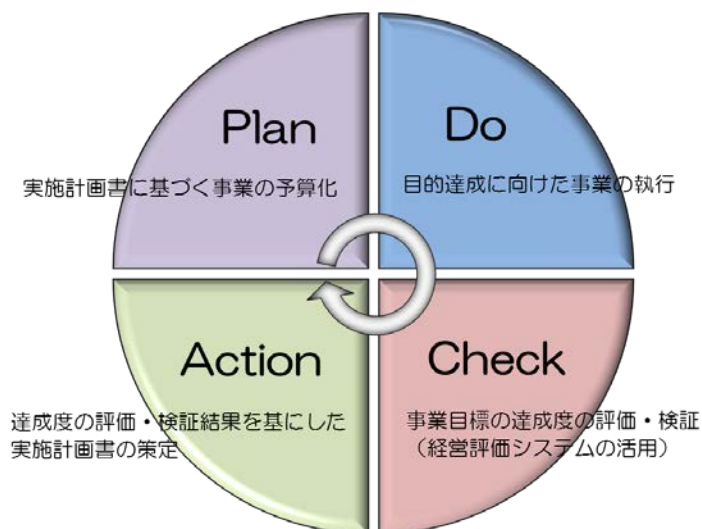 Plan
実施計画書に基づく事業の予算化
Do
目的達成に向けた事業の執行
Action
達成度の評価・検証結果を基にした
実施計画書の策定
Check
事業目標の達成度の評価・検証
（経営評価システムの活用）